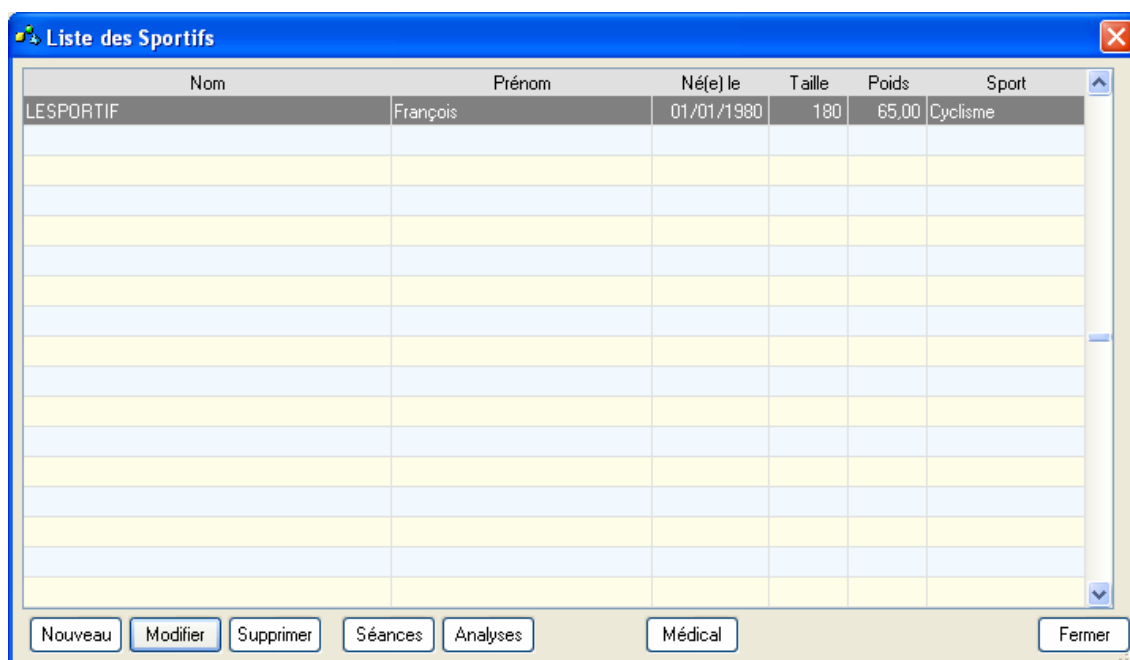 Liste des Sportifs
Nom Prénom Né(e) le Taille Poids Sport
LESPORTIF François 01/01/1980 180 65,00 Cyclisme
Nouveau Modifier Supprimer Séances Analyses Médical Fermer